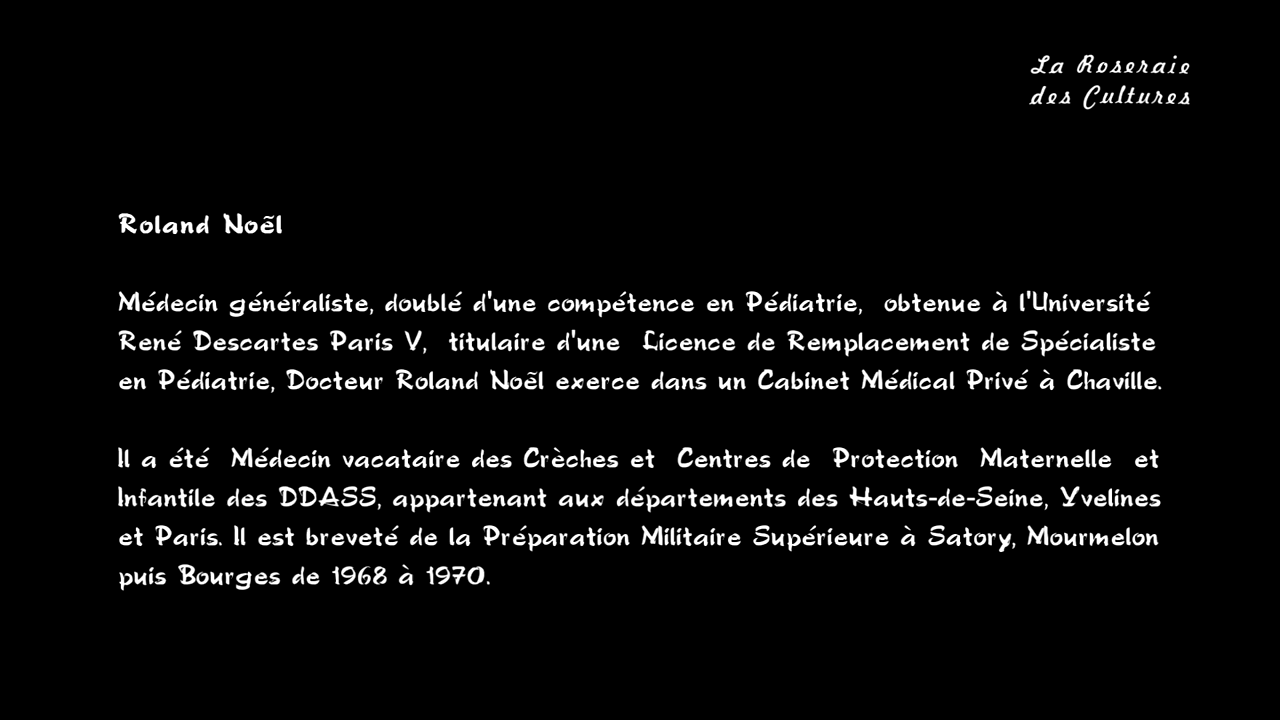 La Roseraie
des Cultures
Roland Noël
Médecin généraliste, doublé d'une compétence en Pédiatrie, obtenue à l'Université
René Descartes Paris V, titulaire d'une Licence de Remplacement de Spécialiste
en Pédiatrie, Docteur Roland Noël exerce dans un Cabinet Médical Privé à Chaville.
Il a été Médecin vacataire des Crèches et Centres de Protection Maternelle et
Infantile des DDASS, appartenant aux départements des Hauts-de-Seine, Yvelines
et Paris. Il est breveté de la Préparation Militaire Supérieure à Satory, Mourmelon
puis Bourges de 1968 à 1970.